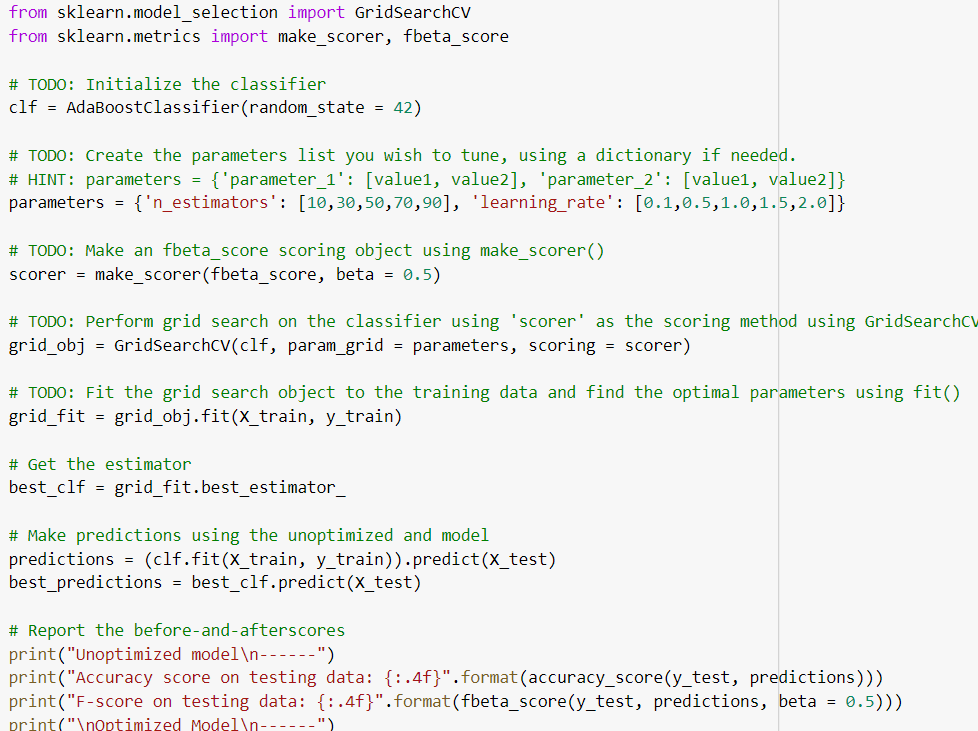 from sklearn.model_selection import GridSearchCV
from sklearn.metrics import make_scorer, fbeta_score
# TODO: Initialize the classifier
clf = AdaBoostClassifier(random_state = 42)
# TODO: Create the parameters list you wish to tune, using a dictionary if needed.
# HINT: parameters = {'parameter_1': [value1, value2], 'parameter_2': [value1, value2]}
parameters = {'n_estimators': [10,30,50,70,90], 'learning_rate': [0.1,0.5,1.0,1.5,2.0]}
# TODO: Make an fbeta_score scoring object using make_scorer()
scorer = make_scorer(fbeta_score, beta = 0.5)
# TODO: Perform grid search on the classifier using 'scorer' as the scoring method using GridSearchCV
grid_obj = GridSearchCV(clf, param_grid = parameters, scoring = scorer)
# TODO: Fit the grid search object to the training data and find the optimal parameters using fit()
grid_fit = grid_obj.fit(X_train, y_train)
# Get the estimator
best_clf = grid_fit.best_estimator_
# Make predictions using the unoptimized and model
predictions = (clf.fit(X_train, y_train)).predict(X_test)
best_predictions = best_clf.predict(X_test)
# Report the before-and-afterscores
print("Unoptimized model\n------")
print("Accuracy score on testing data: {:.4f}".format(accuracy_score(y_test, predictions)))
print("F-score on testing data: {:.4f}".format(fbeta_score(y_test, predictions, beta = 0.5)))
print("\nOptimized Model\n------")